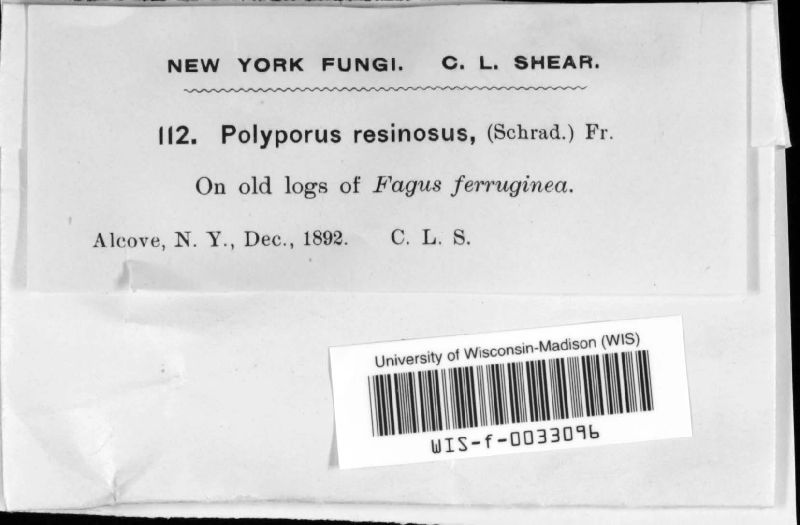 NEW YORK FUNGI. C. L. SHEAR.
112. Polyporus resinosus, (Schrad.) Fr.
On old logs of Fagus ferruginea.
Alcove, N. Y., Dec., 1892. C. L. S.
University of Wisconsin-Madison (WIS)
WIS-f-0033096